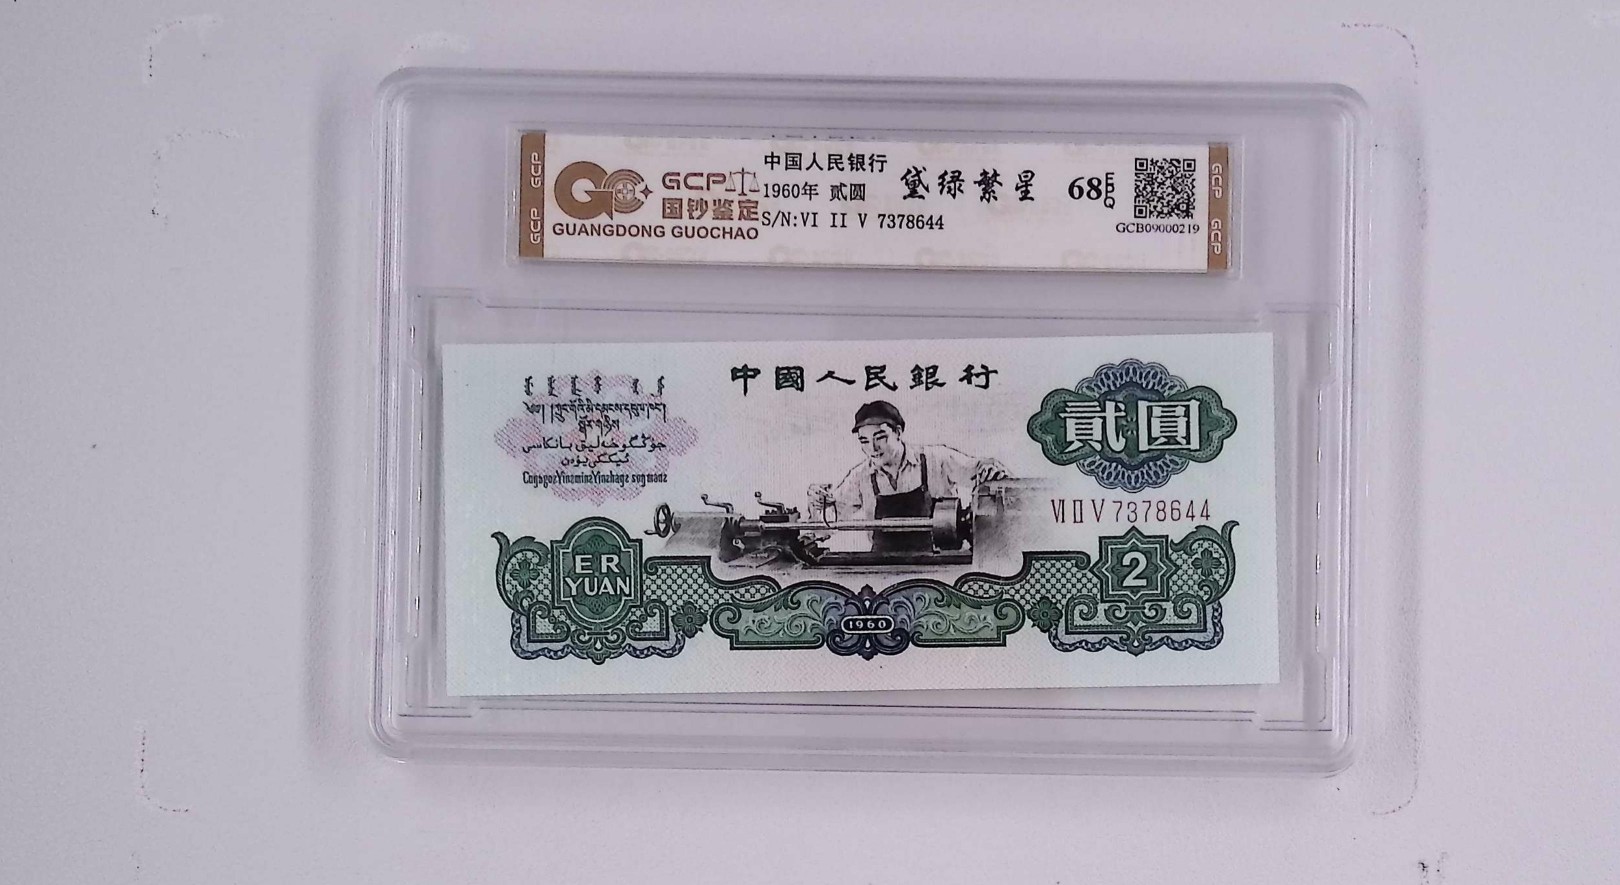 GCP
GCP
GCP
国钞鉴定
GUANGDONG GUOCHAO
中国人民银行
1960年 贰圆
S/N:VI II V 7378644
黛绿繁星
68 EPQ
GCB09000219
GCP
GCP
中國人民銀行
貳圓
VI II V 7378644
ER
YUAN
1960
2